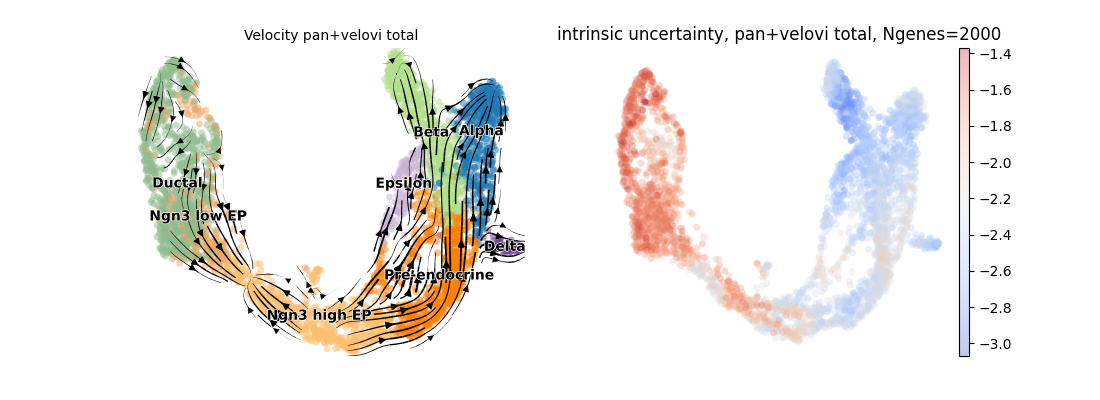 Velocity pan+velovi total
intrinsic uncertainty, pan+velovi total, Ngenes=2000
Beta
Alpha
Epsilon
Ductal
Ngn3 low EP
Delta
Pre-endocrine
Ngn3 high EP
−1.4
−1.6
−1.8
−2.0
−2.2
−2.4
−2.6
−2.8
−3.0